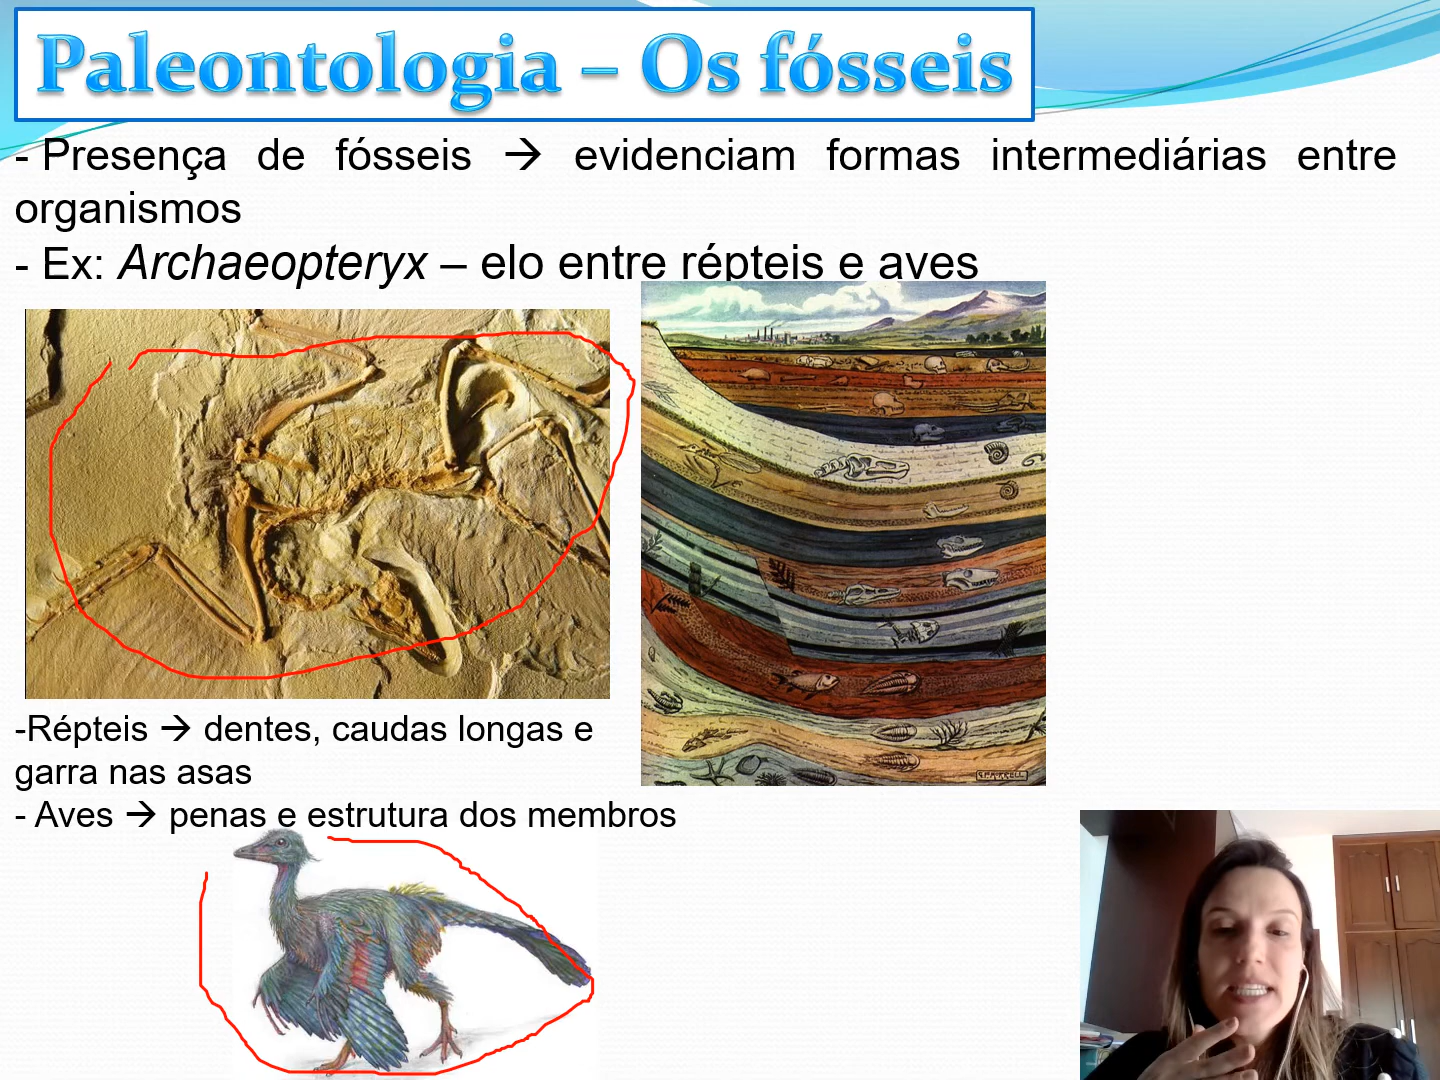 Paleontologia – Os fósseis
- Presença de fósseis → evidenciam formas intermediárias entre
organismos
- Ex: Archaeopteryx – elo entre répteis e aves
-Répteis → dentes, caudas longas e
garra nas asas
- Aves → penas e estrutura dos membros